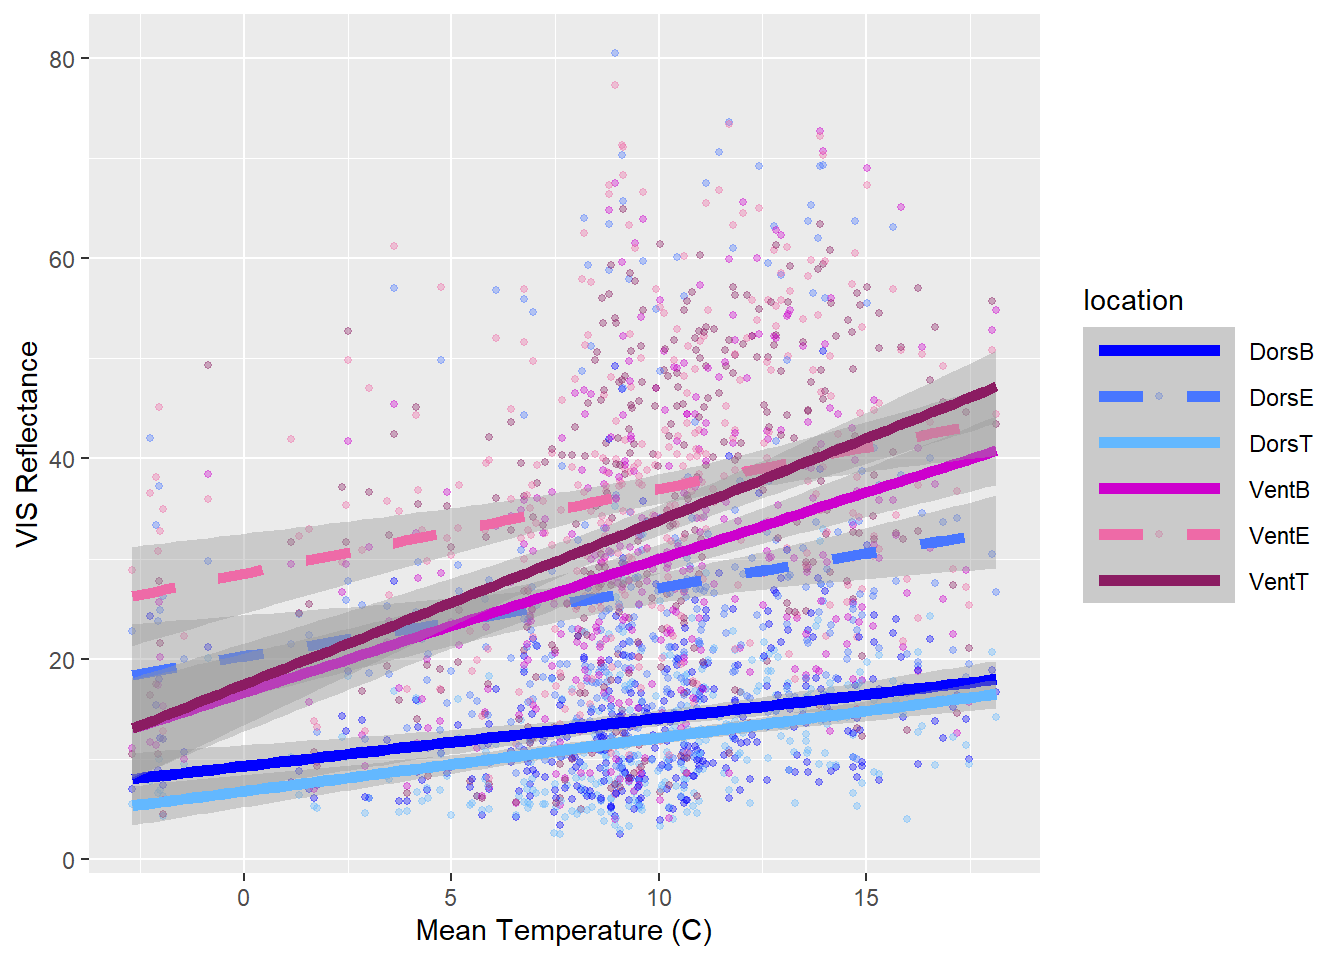 80
60
40
20
0
VIS Reflectance
0 5 10 15
Mean Temperature (C)
location
DorsB
DorsE
DorsT
VentB
VentE
VentT